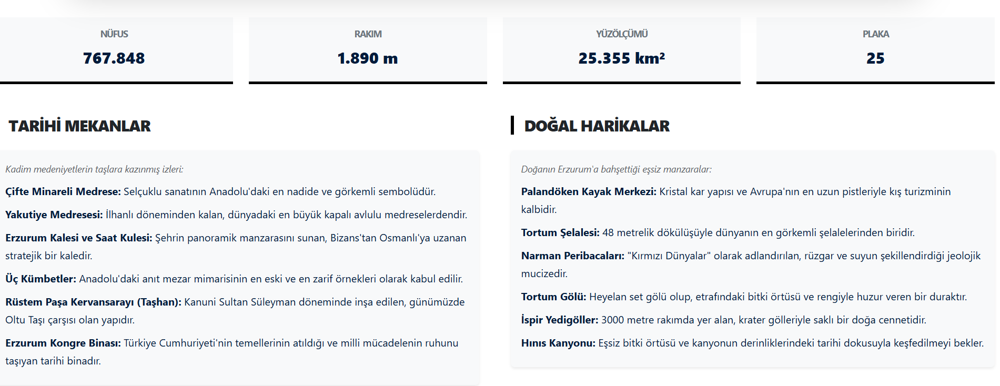 NÜFUS
767.848
RAKIM
1.890 m
YÜZÖLÇÜMÜ
25.355 km²
PLAKA
25
TARİHİ MEKANLAR
Kadim medeniyetlerin taşlara kazınmış izleri:
Çifte Minareli Medrese: Selçuklu sanatının Anadolu'daki en nadide ve görkemli sembolüdür.
Yakutiye Medresesi: İlhanlı döneminden kalan, dünyadaki en büyük kapalı avlulu medreselerdendir.
Erzurum Kalesi ve Saat Kulesi: Şehrin panoramik manzarasını sunan, Bizans'tan Osmanlı'ya uzanan
stratejik bir kaledir.
Üç Kümbetler: Anadolu'daki anıt mezar mimarisinin en eski ve en zarif örnekleri olarak kabul edilir.
Rüstem Paşa Kervansarayı (Taşhan): Kanuni Sultan Süleyman döneminde inşa edilen, günümüzde
Oltu Taşı çarşısı olan yapıdır.
Erzurum Kongre Binası: Türkiye Cumhuriyeti'nin temellerinin atıldığı ve milli mücadelenin ruhunu
taşıyan tarihi binadır.
DOĞAL HARİKALAR
Doğanın Erzurum'a bahşettiği eşsiz manzaralar:
Palandöken Kayak Merkezi: Kristal kar yapısı ve Avrupa'nın en uzun pistleriyle kış turizminin
kalbidir.
Tortum Şelalesi: 48 metrelik dökülüşüyle dünyanın en görkemli şelalelerinden biridir.
Narman Peribacaları: "Kırmızı Dünyalar" olarak adlandırılan, rüzgar ve suyun şekillendirdiği jeolojik
mucizedir.
Tortum Gölü: Heyelan set gölü olup, etrafındaki bitki örtüsü ve rengiyle huzur veren bir duraktır.
İspir Yedigöller: 3000 metre rakımda yer alan, krater gölleriyle saklı bir doğa cennetidir.
Hınıs Kanyonu: Eşsiz bitki örtüsü ve kanyonun derinliklerindeki tarihi dokusuyla keşfedilmeyi bekler.